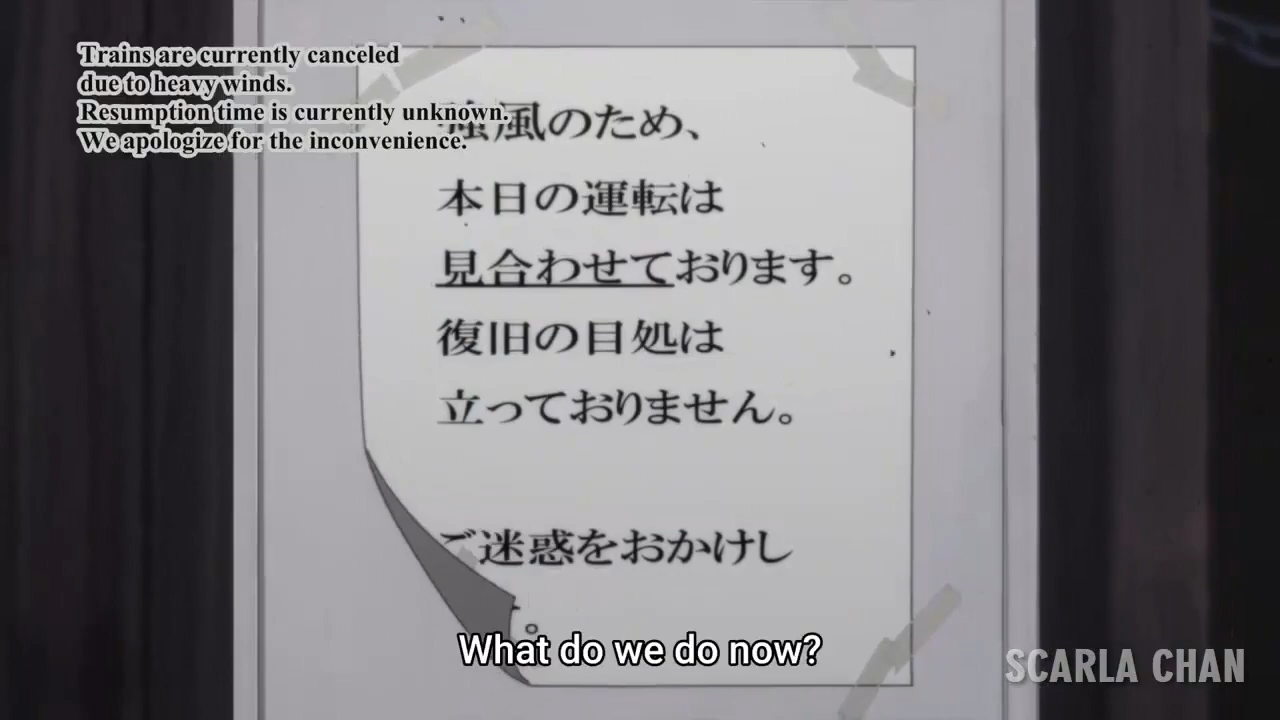 Trains are currently canceled
due to heavy winds.
Resumption time is currently unknown.
We apologize for the inconvenience.
強風のため、
本日の運転は
見合わせております。
復旧の目処は
立っておりません。
ご迷惑をおかけし
。
What do we do now?
SCARLA CHAN